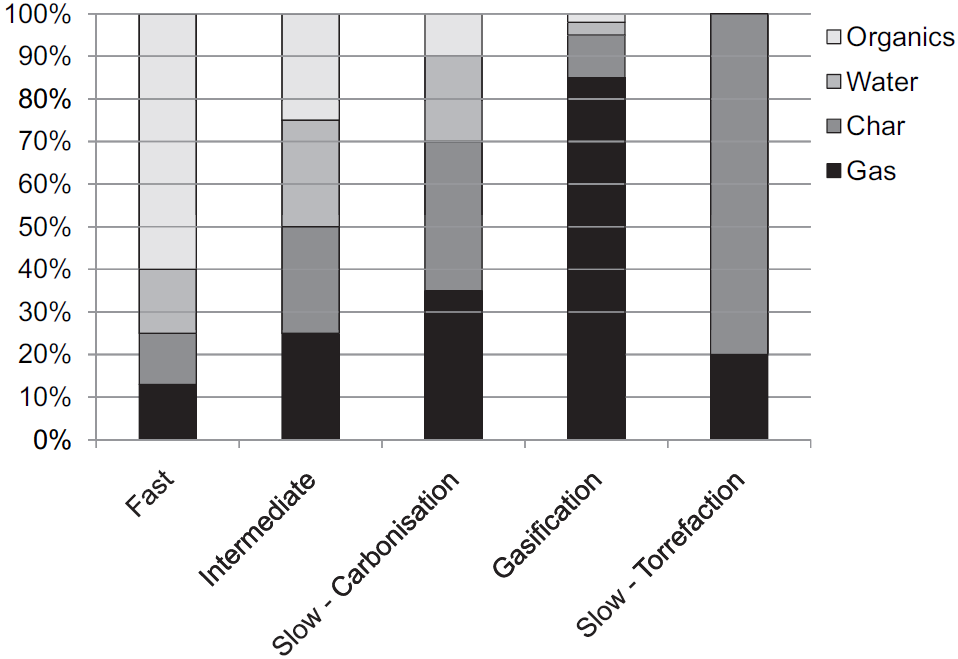 100%
90%
80%
70%
60%
50%
40%
30%
20%
10%
0%
Fast
Intermediate
Slow - Carbonisation
Gasification
Slow - Torrefaction
Organics
Water
Char
Gas